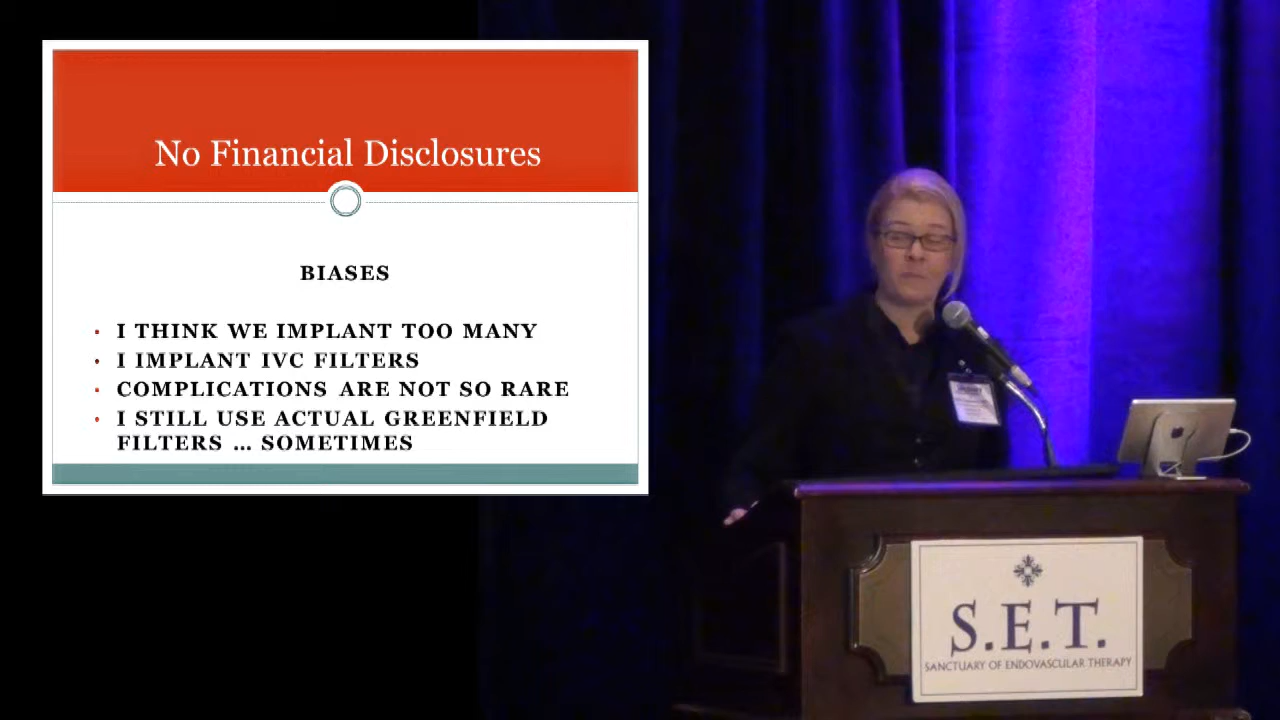 No Financial Disclosures
BIASES
• I THINK WE IMPLANT TOO MANY
• I IMPLANT IVC FILTERS
• COMPLICATIONS ARE NOT SO RARE
• I STILL USE ACTUAL GREENFIELD
FILTERS … SOMETIMES
S.E.T.
SANCTUARY OF ENDOVASCULAR THERAPY